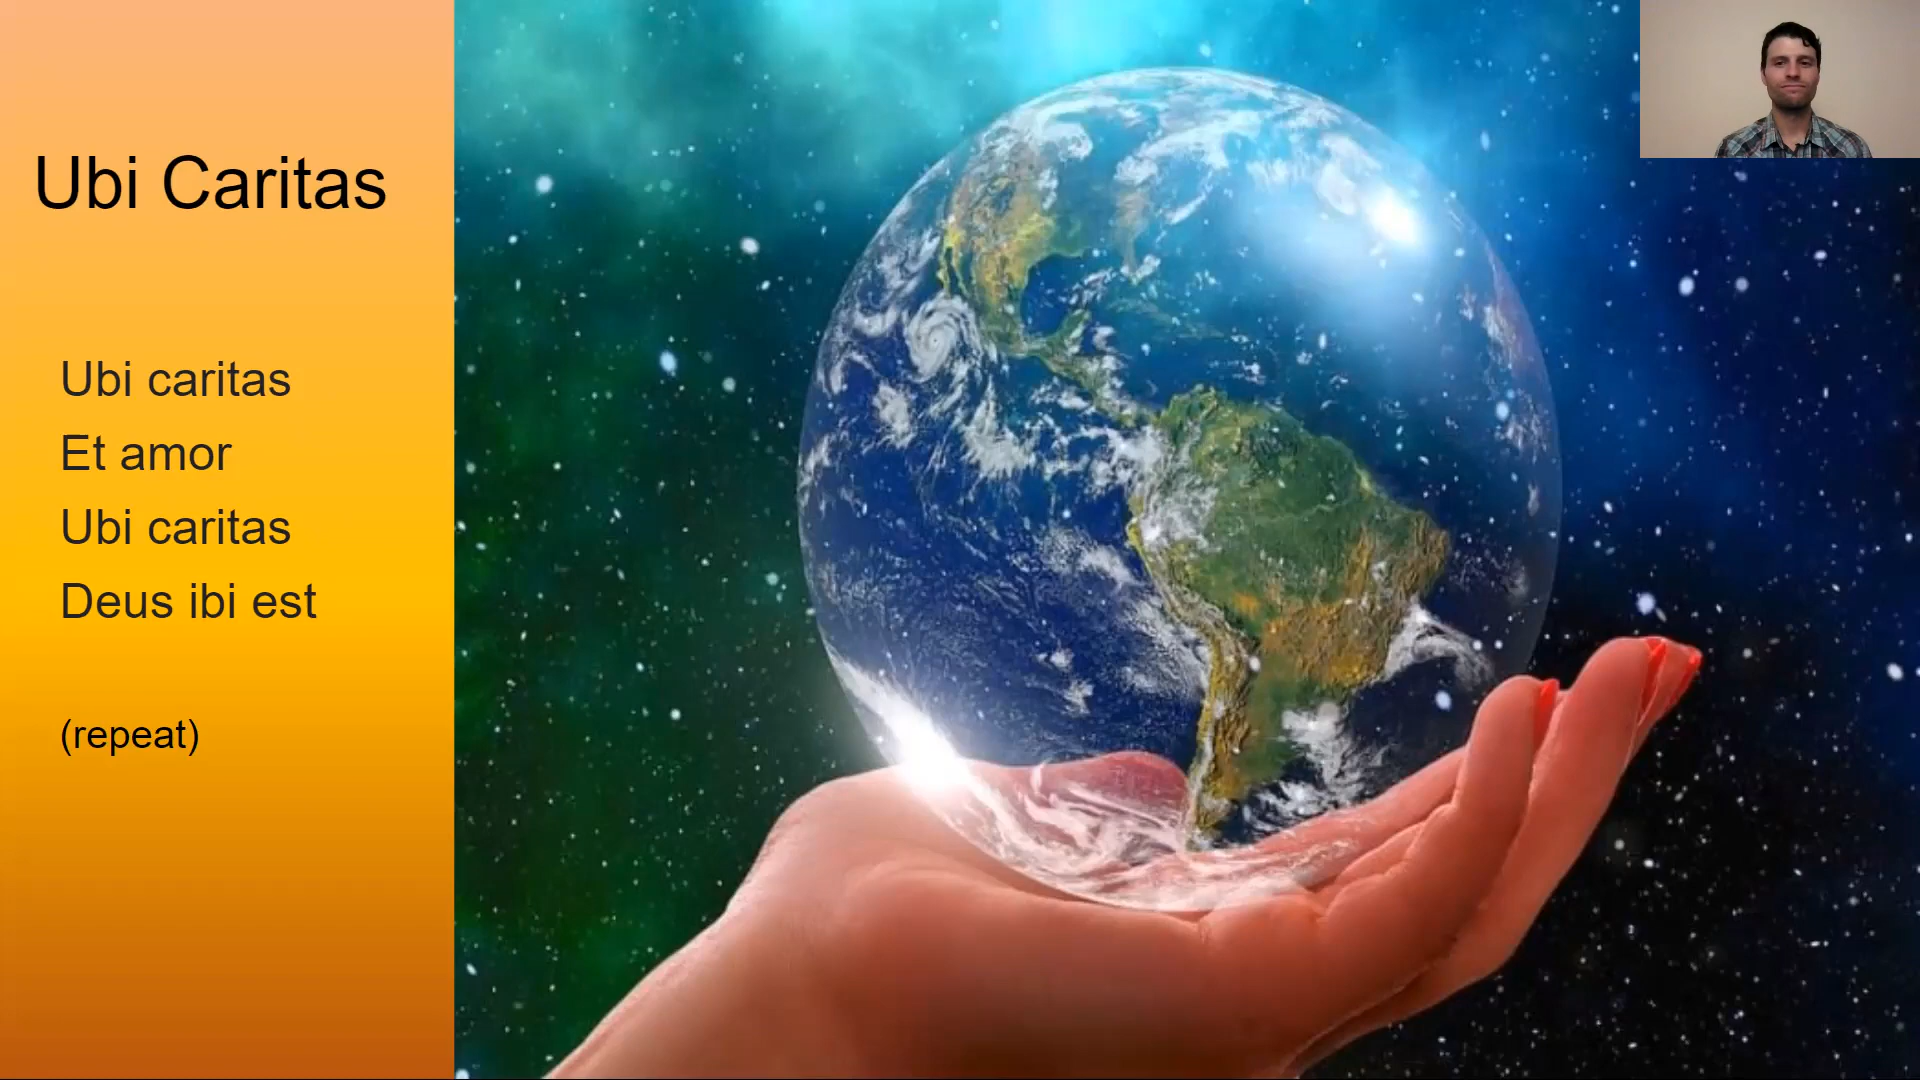 Ubi Caritas
Ubi caritas
Et amor
Ubi caritas
Deus ibi est
(repeat)